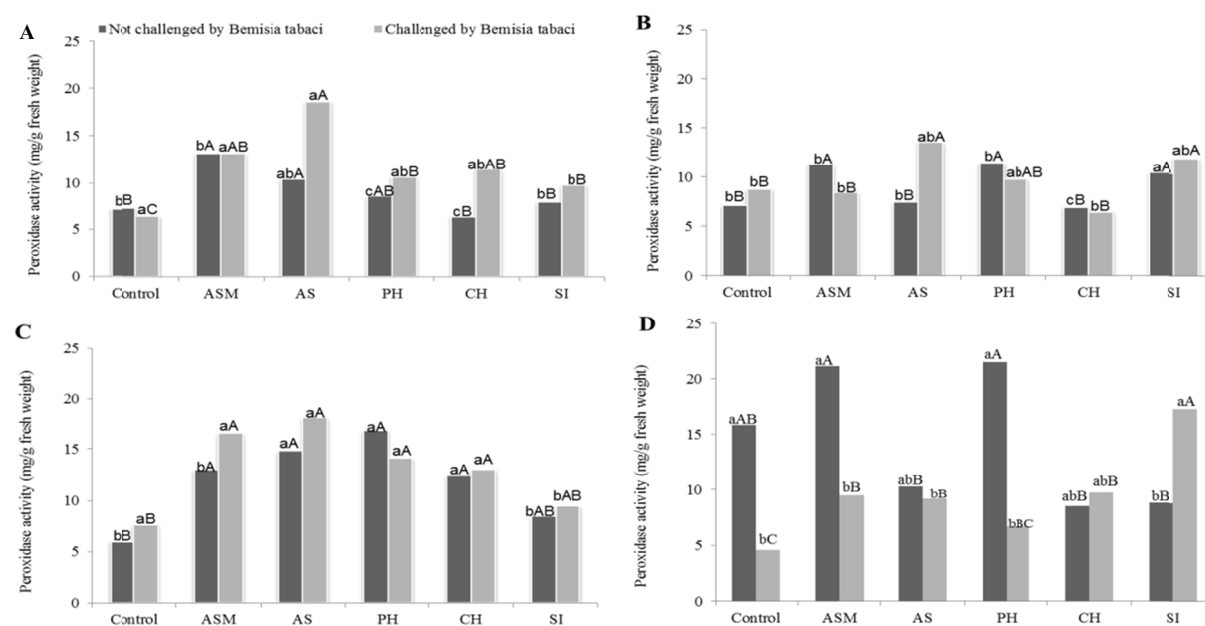 A
Not challenged by Bemisia tabaci
Challenged by Bemisia tabaci
Peroxidase activity (mg/g fresh weight)
25
20
15
10
5
0
bB
aC
bA
aAB
abA
aA
cAB
abB
cB
abAB
bB
bB
Control
ASM
AS
PH
CH
SI
B
Peroxidase activity (mg/g fresh weight)
25
20
15
10
5
0
bB
bB
bA
bB
bB
abA
bA
abAB
cB
bB
aA
abA
Control
ASM
AS
PH
CH
SI
C
Peroxidase activity (mg/g fresh weight)
25
20
15
10
5
0
bB
aB
bA
aA
aA
aA
aA
aA
aA
aA
bAB
bAB
Control
ASM
AS
PH
CH
SI
D
Peroxidase activity (mg/g fresh weight)
25
20
15
10
5
0
aAB
bC
aA
bB
abB
bB
aA
bBC
abB
abB
bB
aA
Control
ASM
AS
PH
CH
SI